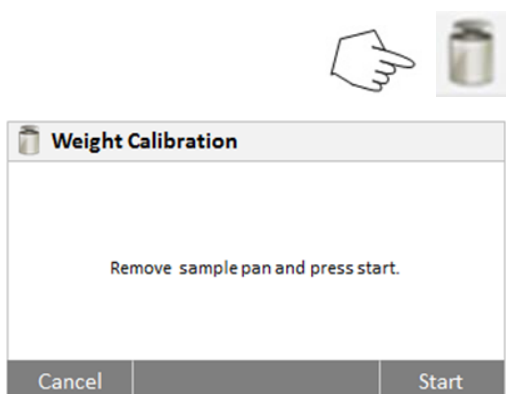 Weight Calibration
Remove sample pan and press start.
Cancel
Start